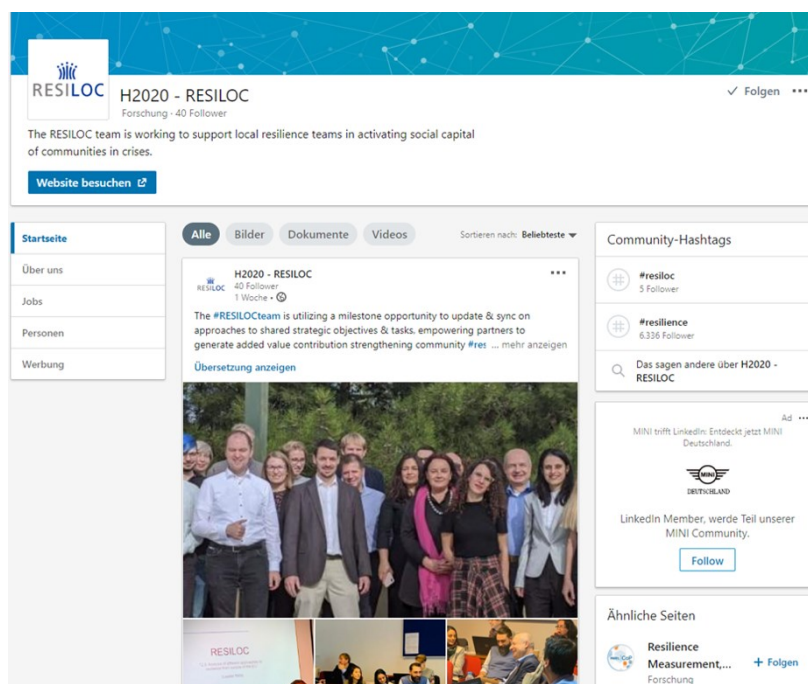 RESILOC
H2020 - RESILOC
Forschung · 40 Follower
✓ Folgen •••
The RESILOC team is working to support local resilience teams in activating social capital
of communities in crises.
Website besuchen
Startseite
Über uns
Jobs
Personen
Werbung
Alle Bilder Dokumente Videos
Sortieren nach: Beliebteste
RESILOC
H2020 - RESILOC
40 Follower
1 Woche •
The #RESILOCteam is utilizing a milestone opportunity to update & sync on
approaches to shared strategic objectives & tasks. empowering partners to
generate added value contribution strengthening community #res ... mehr anzeigen
Übersetzung anzeigen
RESILOC
Community-Hashtags
#resiloc
5 Follower
#resilience
6.336 Follower
Das sagen andere über H2020 -
RESILOC
Ad •••
MINI trifft LinkedIn: Entdeckt jetzt MINI
Deutschland.
MINI
DEUTSCHLAND
LinkedIn Member, werde Teil unserer
MINI Community.
Follow
Ähnliche Seiten
Resilience
Measurement,...
Forschung
+ Folgen